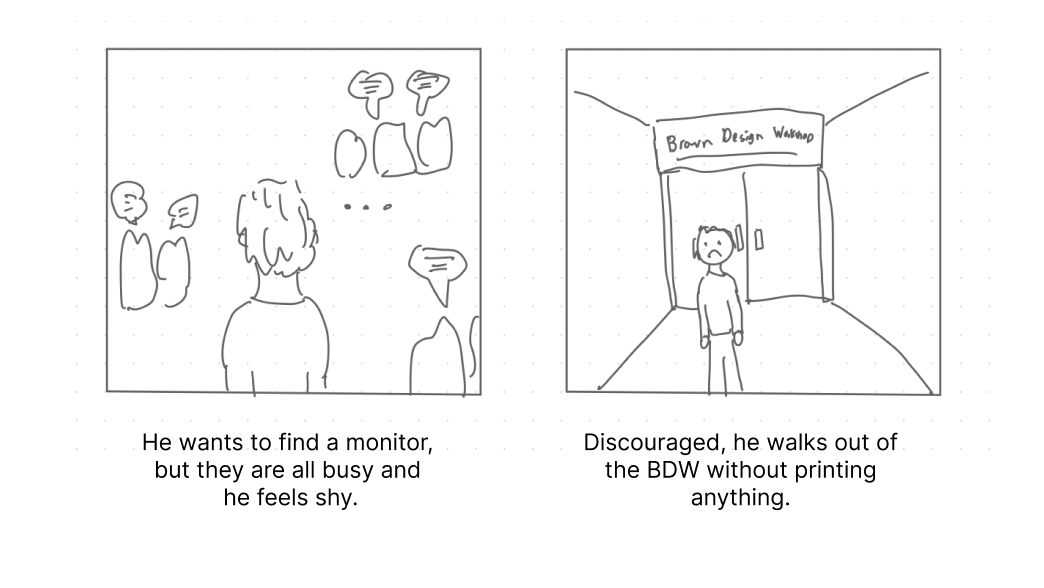 Brown Design Workshop
He wants to find a monitor,
but they are all busy and
he feels shy.
Discouraged, he walks out of
the BDW without printing
anything.